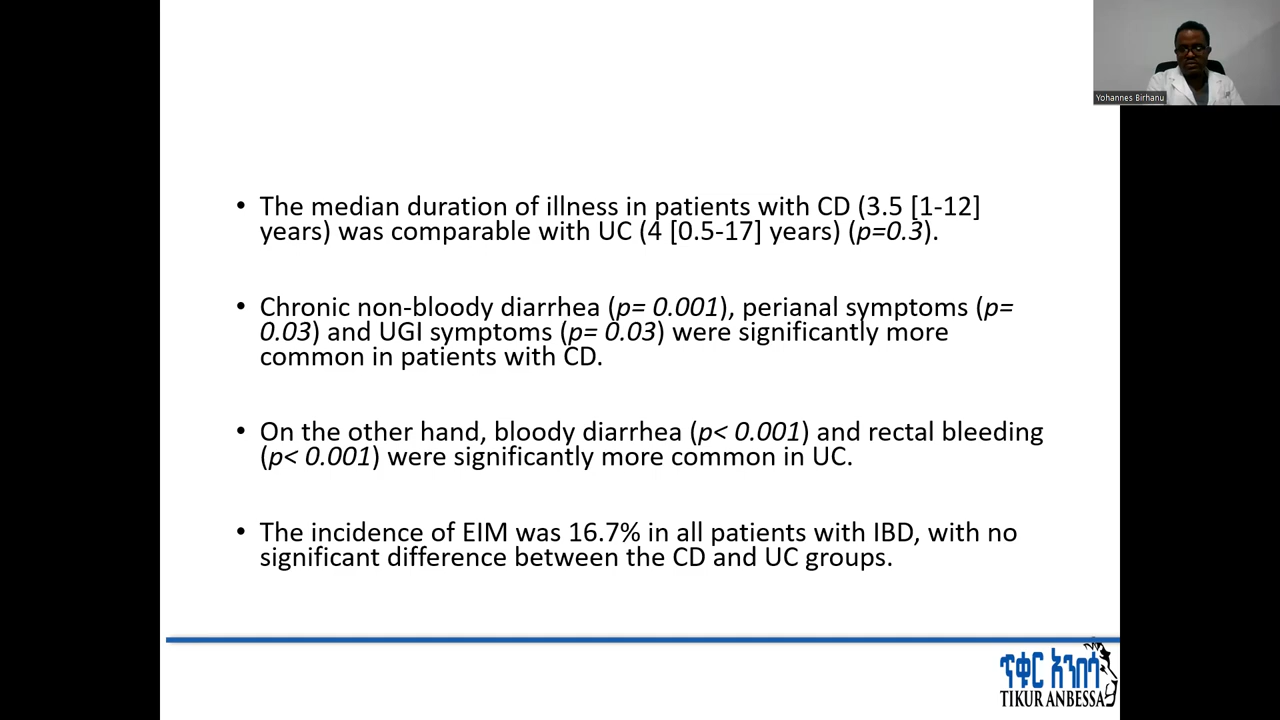 Yohannes Birhanu
• The median duration of illness in patients with CD (3.5 [1-12]
years) was comparable with UC (4 [0.5-17] years) (p=0.3).
• Chronic non-bloody diarrhea (p= 0.001), perianal symptoms (p=
0.03) and UGI symptoms (p= 0.03) were significantly more
common in patients with CD.
• On the other hand, bloody diarrhea (p< 0.001) and rectal bleeding
(p< 0.001) were significantly more common in UC.
• The incidence of EIM was 16.7% in all patients with IBD, with no
significant difference between the CD and UC groups.
ጥቁር አንበሳ
TIKUR ANBESSA